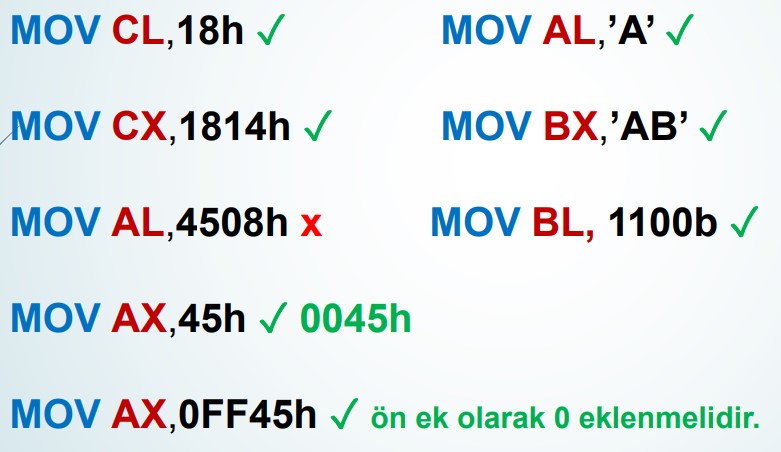 MOV CL,18h ✓
MOV AL,’A’ ✓
MOV CX,1814h ✓
MOV BX,’AB’ ✓
MOV AL,4508h x
MOV BL, 1100b ✓
MOV AX,45h ✓ 0045h
MOV AX,0FF45h ✓ ön ek olarak 0 eklenmelidir.